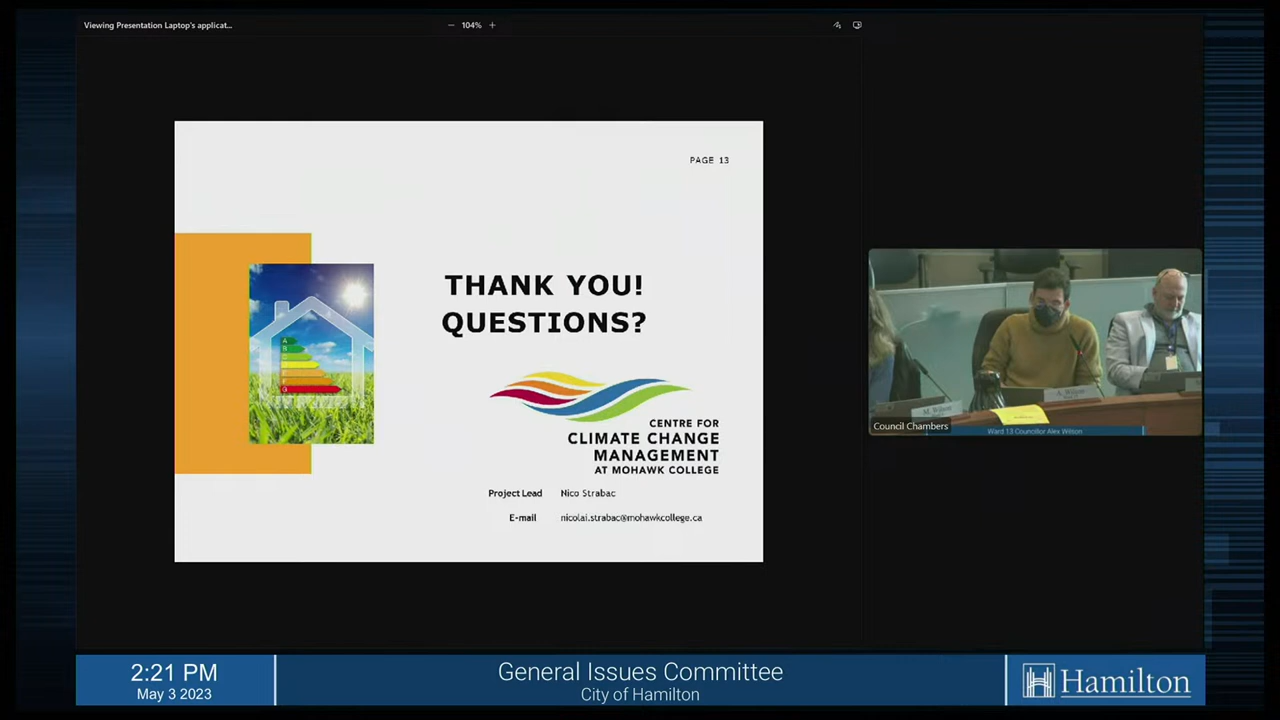 Viewing Presentation Laptop's applicat...
104%
PAGE 13
THANK YOU!
QUESTIONS?
A
B
G
CENTRE FOR
CLIMATE CHANGE
MANAGEMENT
AT MOHAWK COLLEGE
Project Lead Nico Strabac
E-mail nicolai.strabac@mohawkcollege.ca
M. Wilson
A. Wilson
Council Chambers
Ward 13 Councillor Alex Wilson
2:21 PM
May 3 2023
General Issues Committee
City of Hamilton
Hamilton